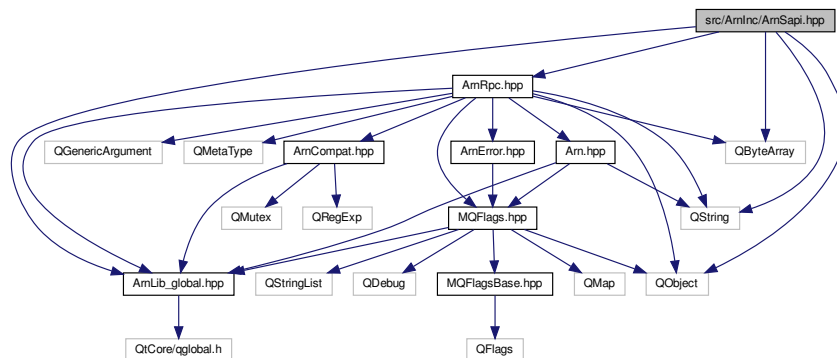 src/ArnInc/ArnSapi.hpp
ArnRpc.hpp
QGenericArgument
QMetaType
ArnCompat.hpp
ArnError.hpp
Arn.hpp
QByteArray
QMutex
QRegExp
MQFlags.hpp
QString
ArnLib_global.hpp
QStringList
QDebug
MQFlagsBase.hpp
QMap
QObject
QtCore/qglobal.h
QFlags